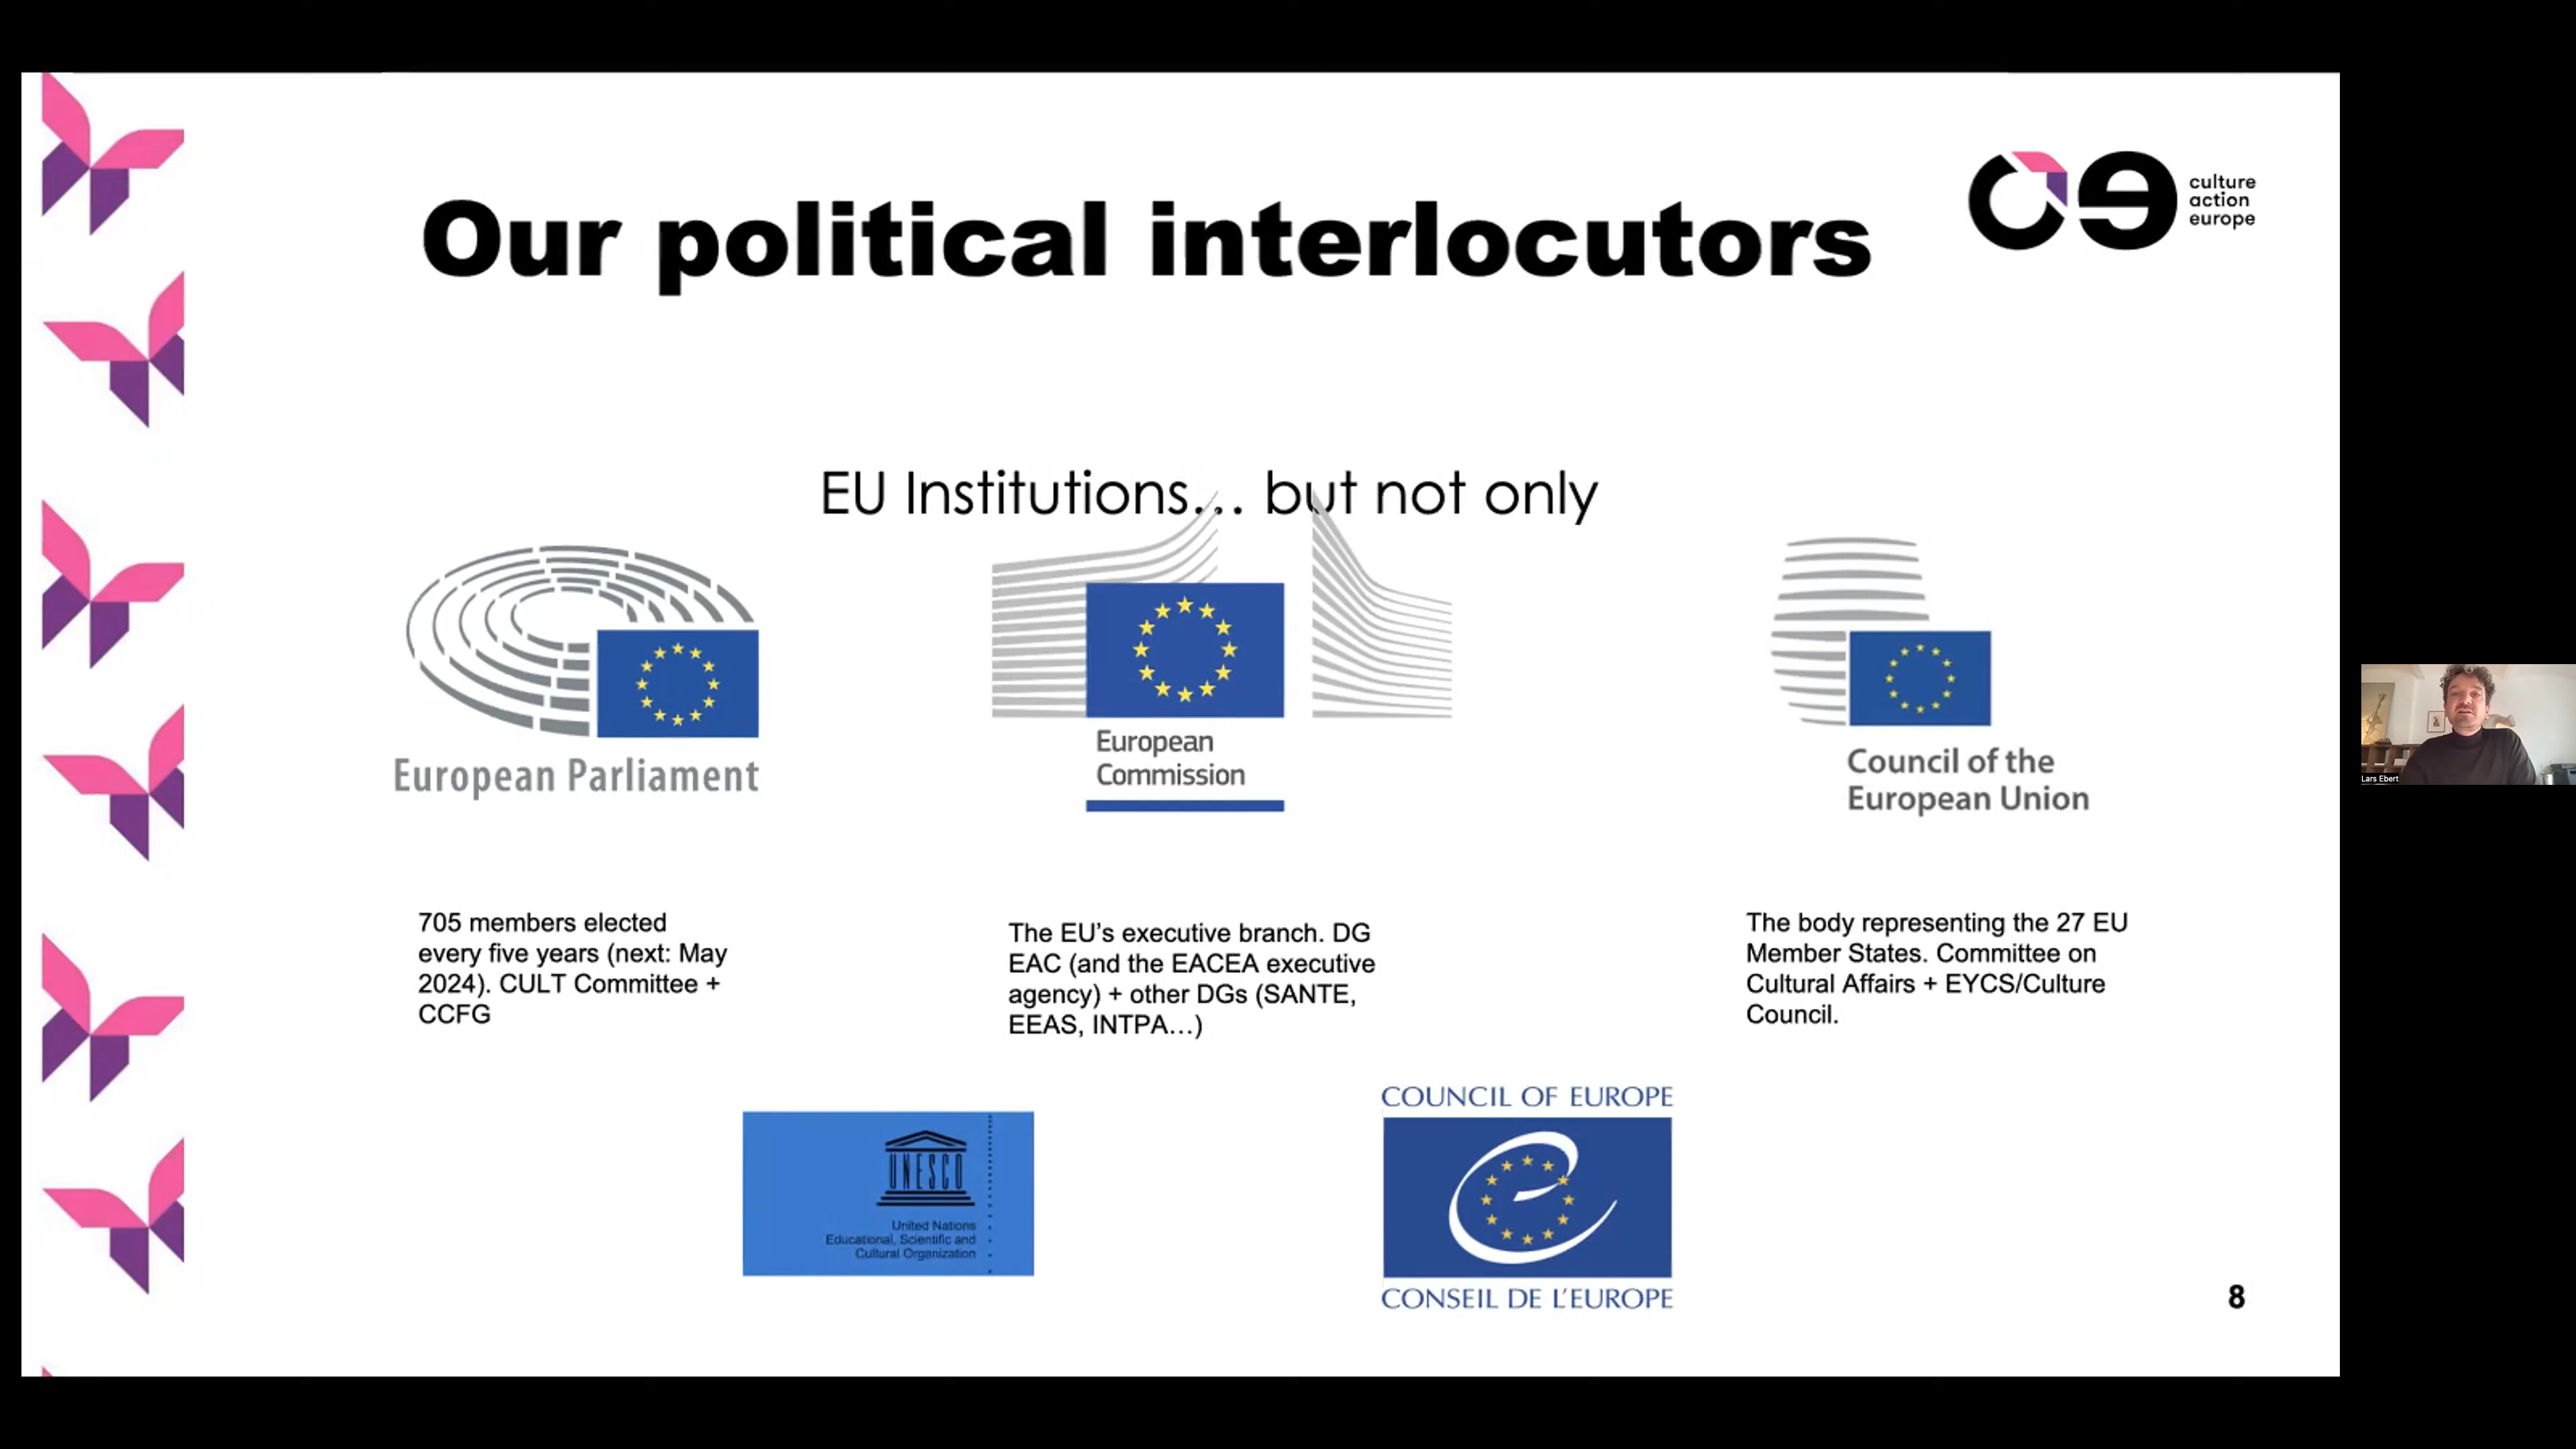 Our political interlocutors
culture
action
europe
EU Institutions... but not only
European Parliament
European
Commission
Council of the
European Union
705 members elected
every five years (next: May
2024). CULT Committee +
CCFG
The EU’s executive branch. DG
EAC (and the EACEA executive
agency) + other DGs (SANTE,
EEAS, INTPA…)
The body representing the 27 EU
Member States. Committee on
Cultural Affairs + EYCS/Culture
Council.
UNESCO
United Nations
Educational, Scientific and
Cultural Organization
COUNCIL OF EUROPE
CONSEIL DE L'EUROPE
8
Lars Ebert